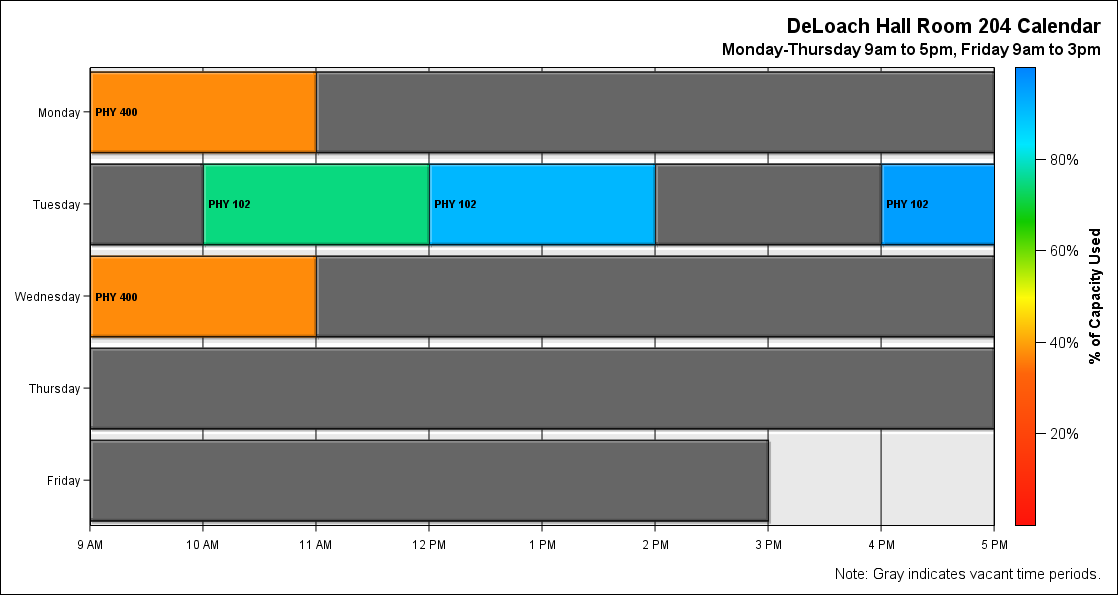 DeLoach Hall Room 204 Calendar
Monday-Thursday 9am to 5pm, Friday 9am to 3pm
Monday
PHY 400
Tuesday
PHY 102
PHY 102
PHY 102
Wednesday
PHY 400
Thursday
Friday
9 AM
10 AM
11 AM
12 PM
1 PM
2 PM
3 PM
4 PM
5 PM
80%
60%
40%
20%
% of Capacity Used
Note: Gray indicates vacant time periods.